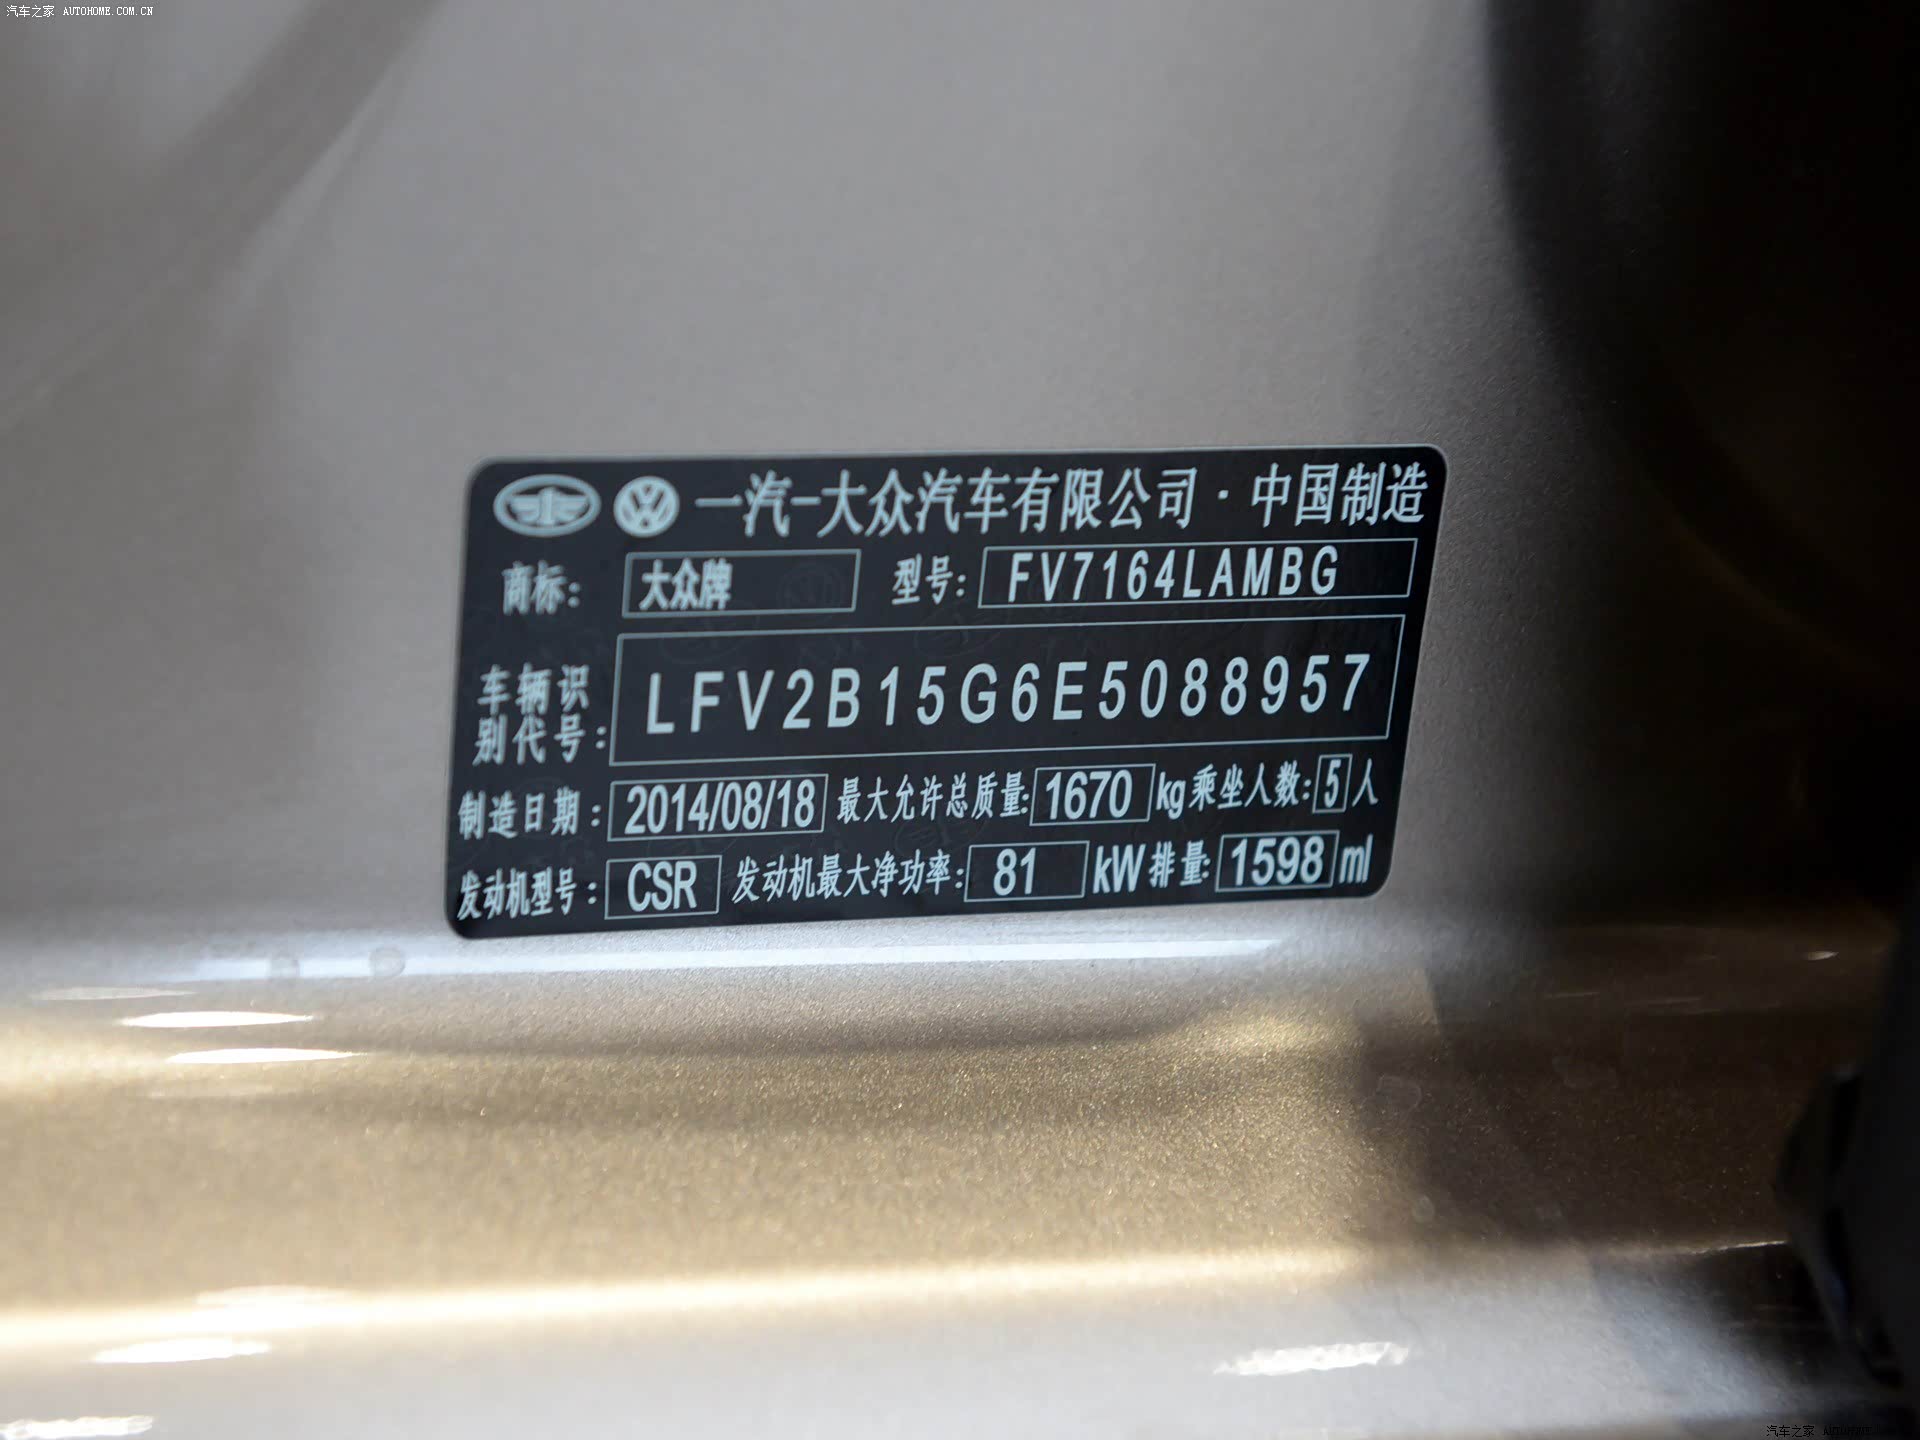 汽车之家 AUTOHOME.COM.CN
一汽-大众汽车有限公司·中国制造
商标: 大众牌 型号: FV7164LAMBG
车辆识别代号: LFV2B15G6E5088957
制造日期: 2014/08/18 最大允许总质量: 1670 kg 乘坐人数: 5 人
发动机型号: CSR 发动机最大净功率: 81 kW 排量: 1598 ml
汽车之家 AUTOHOME.COM.CN